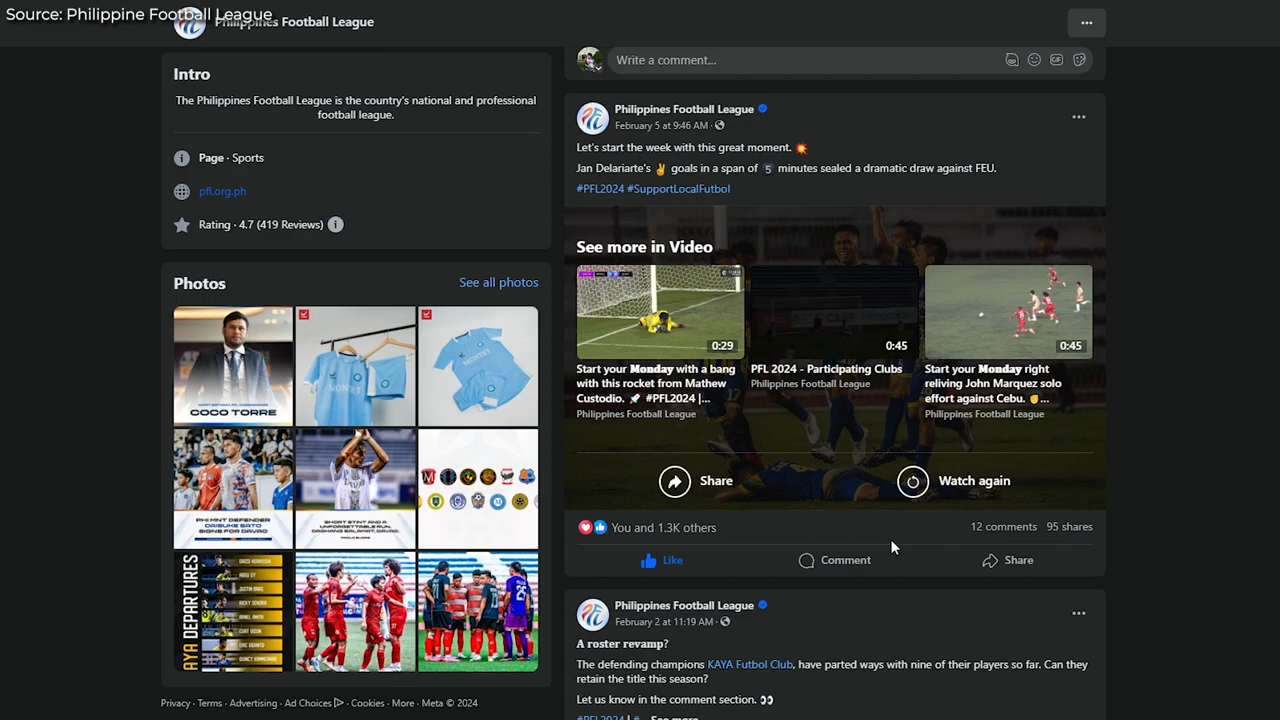 Source: Philippine Football League
Philippines Football League
Intro
The Philippines Football League is the country's national and professional
football league.
Page · Sports
pfl.org.ph
Rating · 4.7 (419 Reviews)
Photos
See all photos
COCO TORRE
MONTET
MONTET
PHI MNT DEFENDER
DAISUKE SATO
SIGNS FOR DAVAO
SHORT STINT AND A
UNFORGETTABLE RUN.
DAGHANG SALAMAT, DAVAO.
AYA DEPARTURES
Privacy · Terms · Advertising · Ad Choices · Cookies · More · Meta © 2024
Write a comment...
Philippines Football League
February 5 at 9:46 AM ·
Let's start the week with this great moment. 💥
Jan Delariarte's ✌ goals in a span of 5 minutes sealed a dramatic draw against FEU.
#PFL2024 #SupportLocalFutbol
See more in Video
0:29
0:45
0:45
Start your Monday with a bang
with this rocket from Mathew
Custodio. 🚀 #PFL2024 |...
Philippines Football League
PFL 2024 - Participating Clubs
Philippines Football League
Start your Monday right
reliving John Marquez solo
effort against Cebu. ✊...
Philippines Football League
Share
Watch again
You and 1.3K others
12 comments 95 shares
Like
Comment
Share
Philippines Football League
February 2 at 11:19 AM ·
A roster revamp?
The defending champions KAYA Futbol Club, have parted ways with nine of their players so far. Can they
retain the title this season?
Let us know in the comment section. 👀
#PFL2024 | #... See more